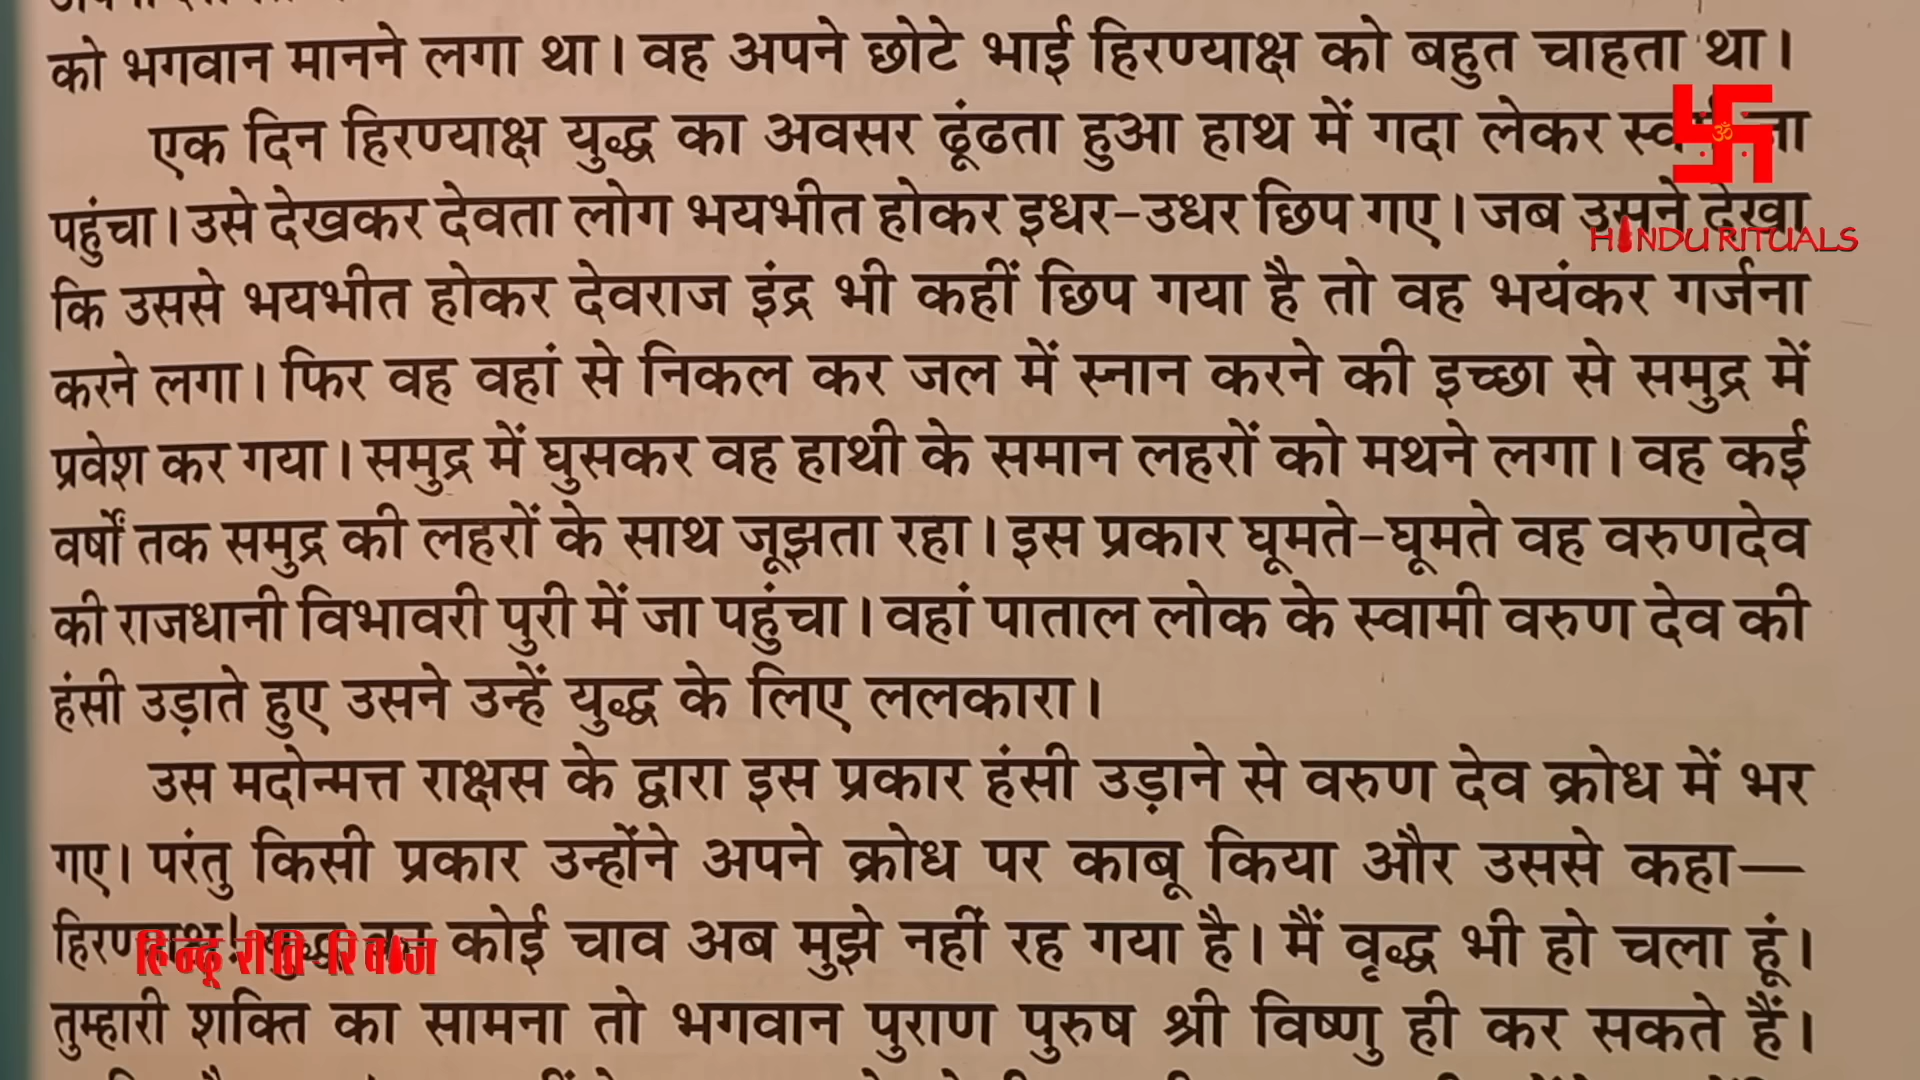 को भगवान मानने लगा था। वह अपने छोटे भाई हिरण्याक्ष को बहुत चाहता था।
एक दिन हिरण्याक्ष युद्ध का अवसर ढूंढता हुआ हाथ में गदा लेकर
ॐ
पहुंचा। उसे देखकर देवता लोग भयभीत होकर इधर-उधर छिप गए। जब उसने देखा
HINDU RITUALS
कि उससे भयभीत होकर देवराज इंद्र भी कहीं छिप गया है तो वह भयंकर गर्जना
करने लगा। फिर वह वहां से निकल कर जल में स्नान करने की इच्छा से समुद्र में
प्रवेश कर गया। समुद्र में घुसकर वह हाथी के समान लहरों को मथने लगा। वह कई
वर्षों तक समुद्र की लहरों के साथ जूझता रहा। इस प्रकार घूमते-घूमते वह वरुणदेव
की राजधानी विभावरी पुरी में जा पहुंचा। वहां पाताल लोक के स्वामी वरुण देव की
हंसी उड़ाते हुए उसने उन्हें युद्ध के लिए ललकारा।
उस मदोन्मत्त राक्षस के द्वारा इस प्रकार हंसी उड़ाने से वरुण देव क्रोध में भर
गए। परंतु किसी प्रकार उन्होंने अपने क्रोध पर काबू किया और उससे कहा—
हिरण्याक्ष! युद्ध का कोई चाव अब मुझे नहीं रह गया है। मैं वृद्ध भी हो चला हूं।
हिन्दू रीति रिवाज
तुम्हारी शक्ति का सामना तो भगवान पुराण पुरुष श्री विष्णु ही कर सकते हैं।